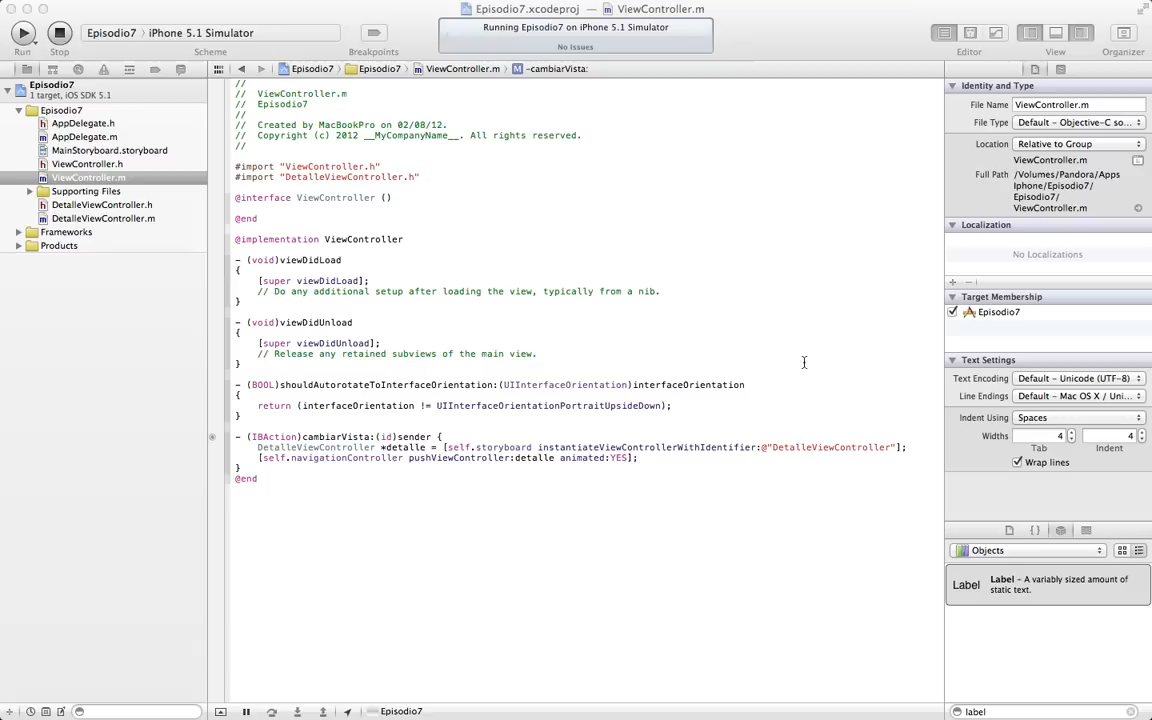 Episodio7.xcodeproj — ViewController.m
Run Stop
Episodio7 › iPhone 5.1 Simulator
Scheme
Breakpoints
Running Episodio7 on iPhone 5.1 Simulator
No Issues
Editor
View
Organizer
Episodio7
1 target, iOS SDK 5.1
Episodio7
AppDelegate.h
AppDelegate.m
MainStoryboard.storyboard
ViewController.h
ViewController.m
Supporting Files
DetalleViewController.h
DetalleViewController.m
Frameworks
Products
Episodio7 Episodio7 ViewController.m -cambiarVista:
//
//  ViewController.m
//  Episodio7
//
//  Created by MacBookPro on 02/08/12.
//  Copyright (c) 2012 __MyCompanyName__. All rights reserved.
//
#import "ViewController.h"
#import "DetalleViewController.h"
@interface ViewController ()
@end
@implementation ViewController
- (void)viewDidLoad
{
[super viewDidLoad];
// Do any additional setup after loading the view, typically from a nib.
}
- (void)viewDidUnload
{
[super viewDidUnload];
// Release any retained subviews of the main view.
}
- (BOOL)shouldAutorotateToInterfaceOrientation:(UIInterfaceOrientation)interfaceOrientation
{
return (interfaceOrientation != UIInterfaceOrientationPortraitUpsideDown);
}
- (IBAction)cambiarVista:(id)sender {
DetalleViewController *detalle = [self.storyboard instantiateViewControllerWithIdentifier:@"DetalleViewController"];
[self.navigationController pushViewController:detalle animated:YES];
}
@end
Identity and Type
File Name ViewController.m
File Type Default - Objective-C so...
Location Relative to Group
ViewController.m
Full Path /Volumes/Pandora/Apps
Iphone/Episodio7/
Episodio7/
ViewController.m
Localization
No Localizations
Target Membership
Episodio7
Text Settings
Text Encoding Default - Unicode (UTF-8)
Line Endings Default - Mac OS X / Uni...
Indent Using Spaces
Widths 4 4
Tab Indent
Wrap lines
Objects
Label
Label - A variably sized amount of
static text.
Episodio7
label